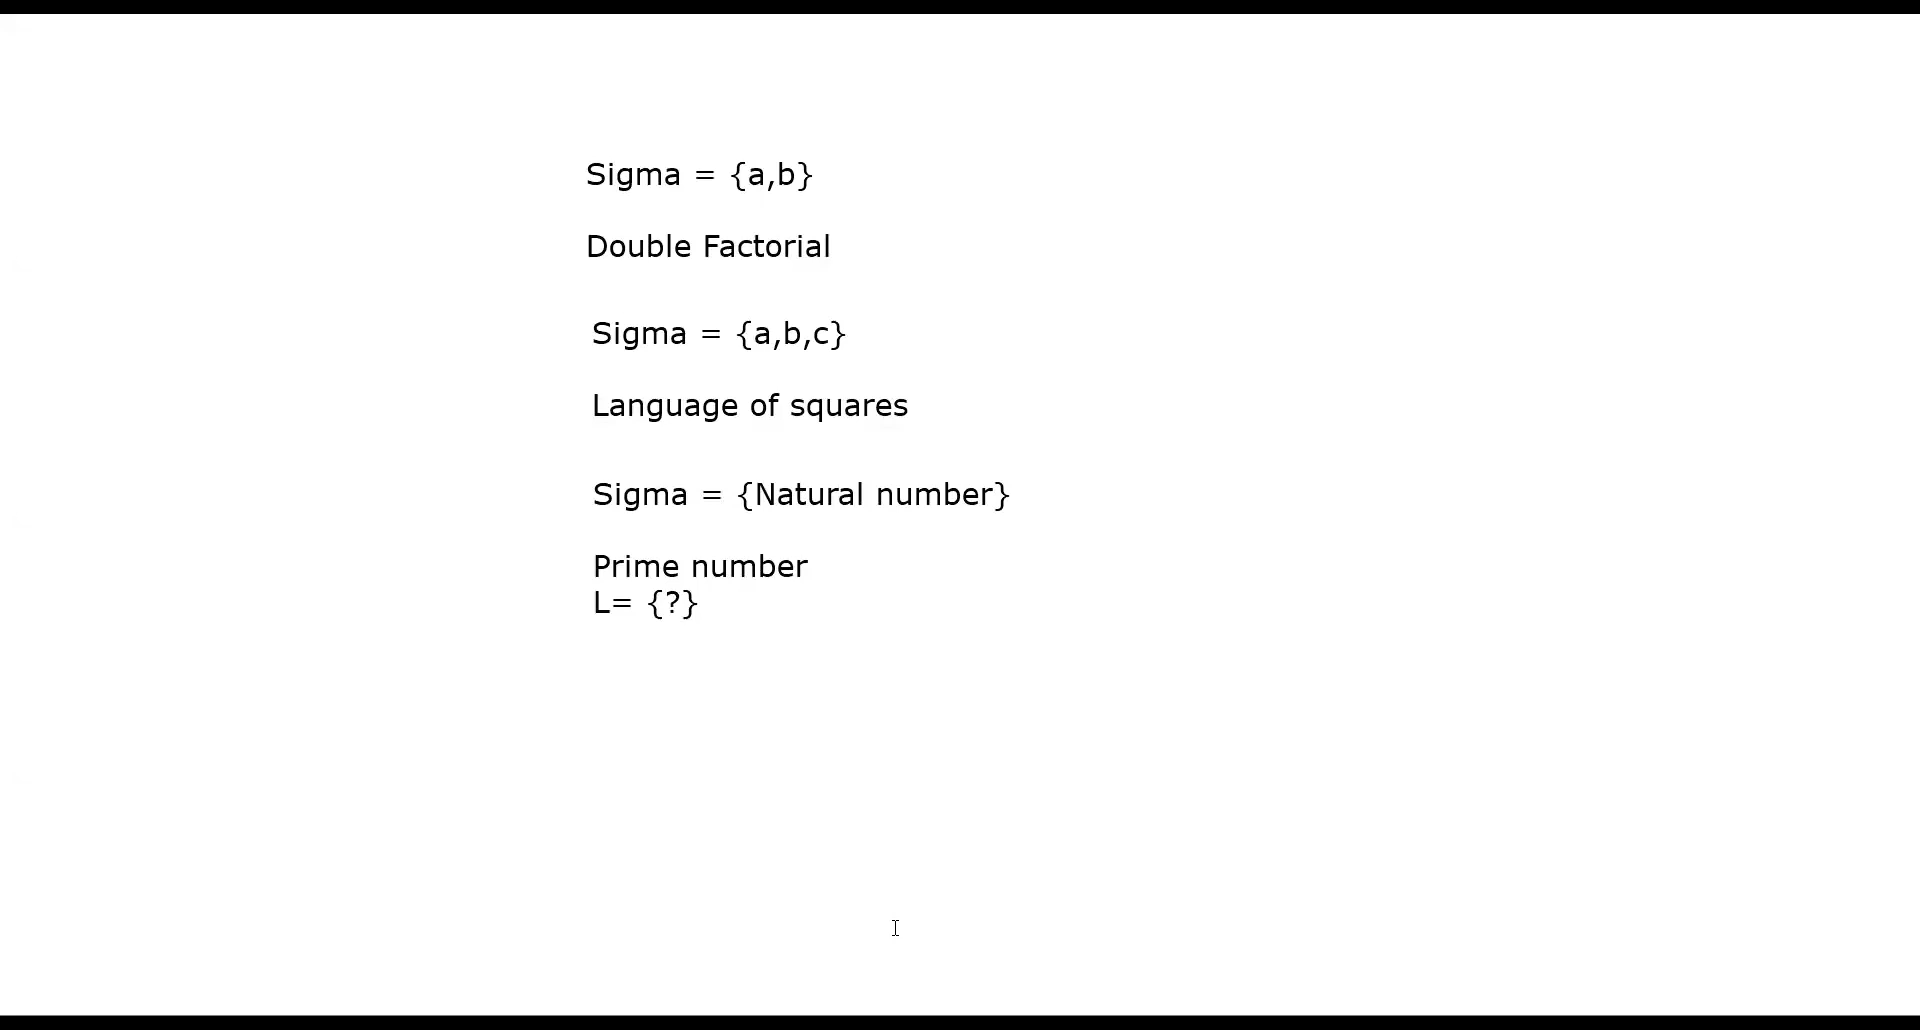 Sigma = {a,b}
Double Factorial
Sigma = {a,b,c}
Language of squares
Sigma = {Natural number}
Prime number
L= {?}